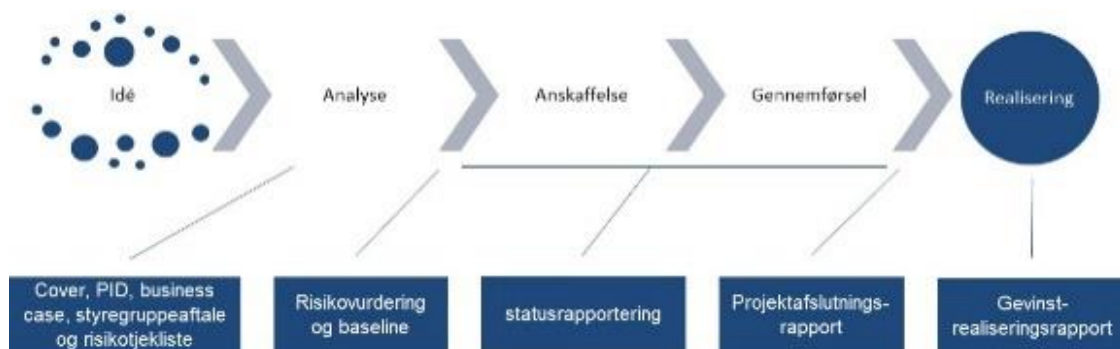 Idé
Analyse
Anskaffelse
Gennemførsel
Realisering
Cover, PID, business
case, styregruppeaftale
og risikotjekliste
Risikovurdering
og baseline
statusrapportering
Projektafslutnings-
rapport
Gevinst-
realiseringsrapport